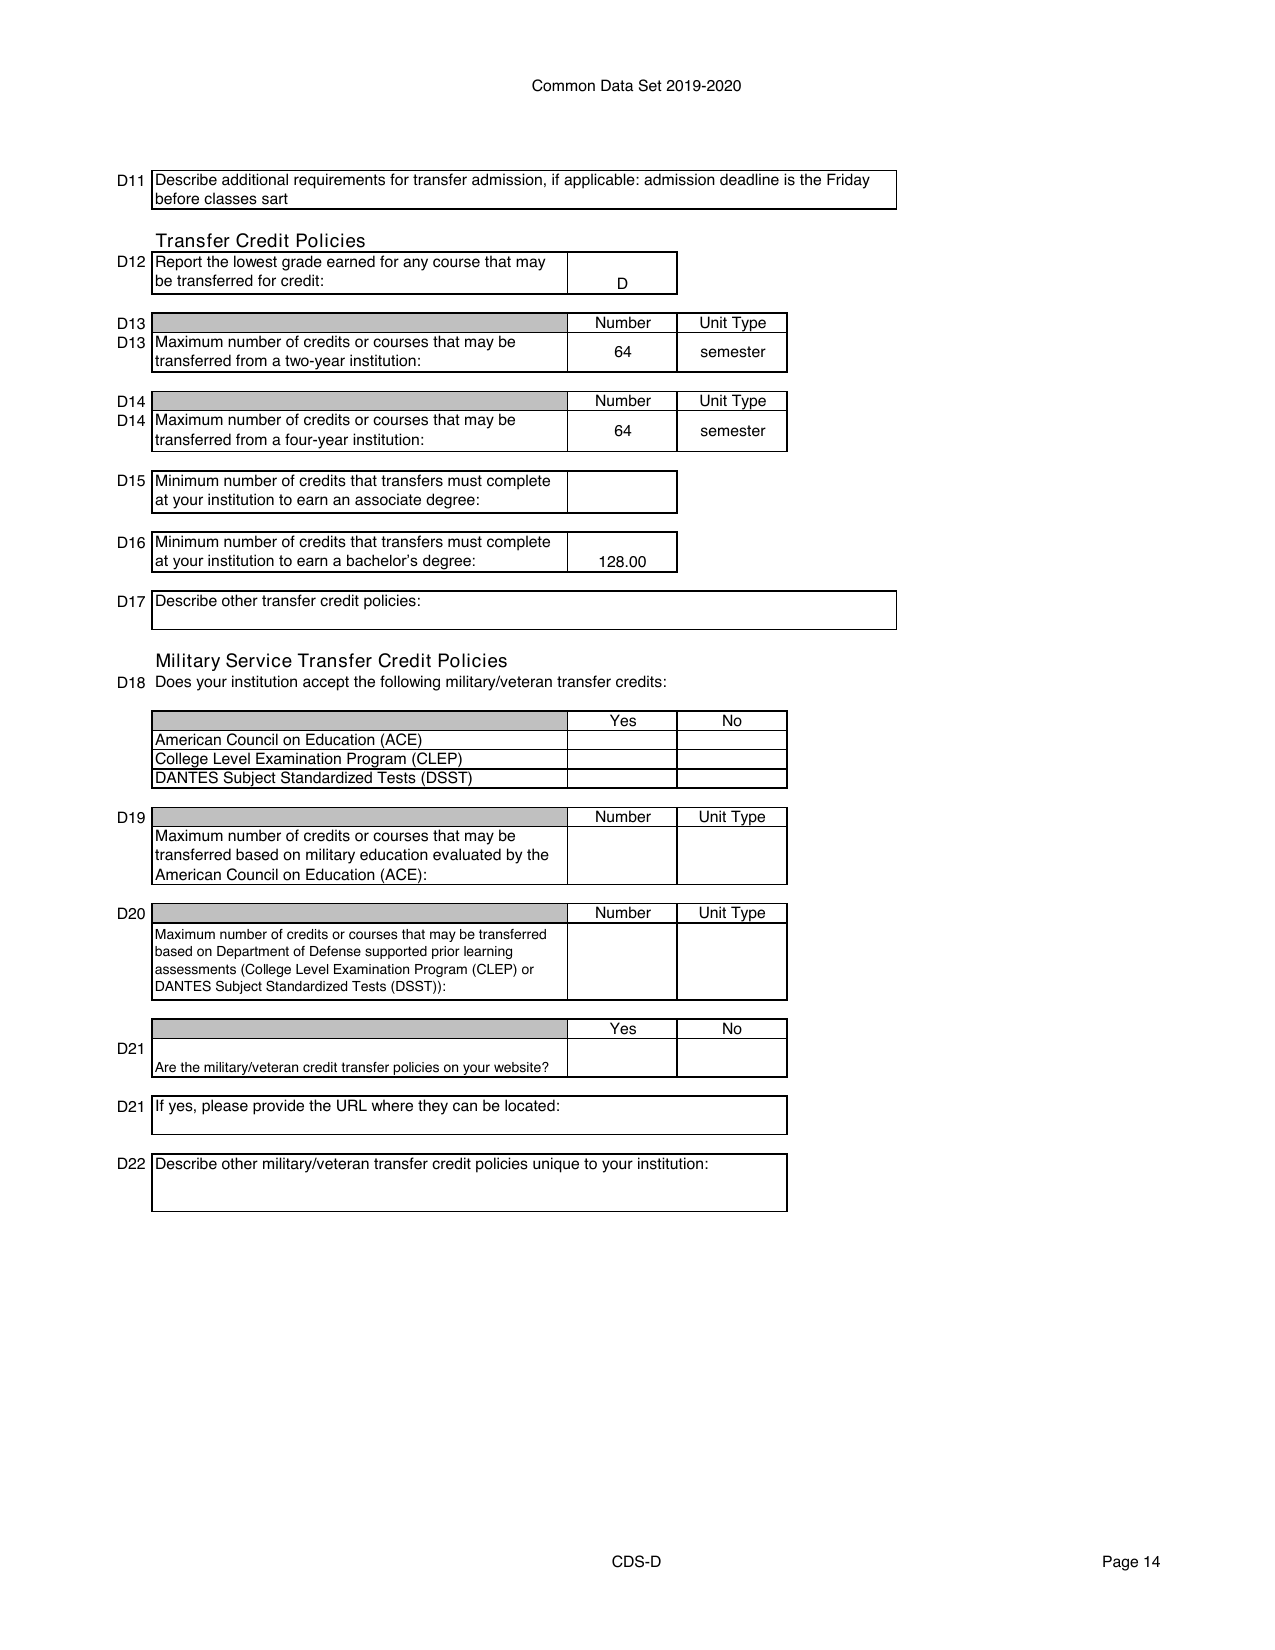 Common Data Set 2019-2020
D11 Describe additional requirements for transfer admission, if applicable: admission deadline is the Friday
before classes sart
Transfer Credit Policies
D12 Report the lowest grade earned for any course that may
be transferred for credit: D
D13 Number Unit Type
D13 Maximum number of credits or courses that may be
transferred from a two-year institution: 64 semester
D14 Number Unit Type
D14 Maximum number of credits or courses that may be
transferred from a four-year institution: 64 semester
D15 Minimum number of credits that transfers must complete
at your institution to earn an associate degree:
D16 Minimum number of credits that transfers must complete
at your institution to earn a bachelor's degree: 128.00
D17 Describe other transfer credit policies:
Military Service Transfer Credit Policies
D18 Does your institution accept the following military/veteran transfer credits:
Yes No
American Council on Education (ACE)
College Level Examination Program (CLEP)
DANTES Subject Standardized Tests (DSST)
D19 Number Unit Type
Maximum number of credits or courses that may be
transferred based on military education evaluated by the
American Council on Education (ACE):
D20 Number Unit Type
Maximum number of credits or courses that may be transferred
based on Department of Defense supported prior learning
assessments (College Level Examination Program (CLEP) or
DANTES Subject Standardized Tests (DSST)):
Yes No
D21
Are the military/veteran credit transfer policies on your website?
D21 If yes, please provide the URL where they can be located:
D22 Describe other military/veteran transfer credit policies unique to your institution:
CDS-D Page 14